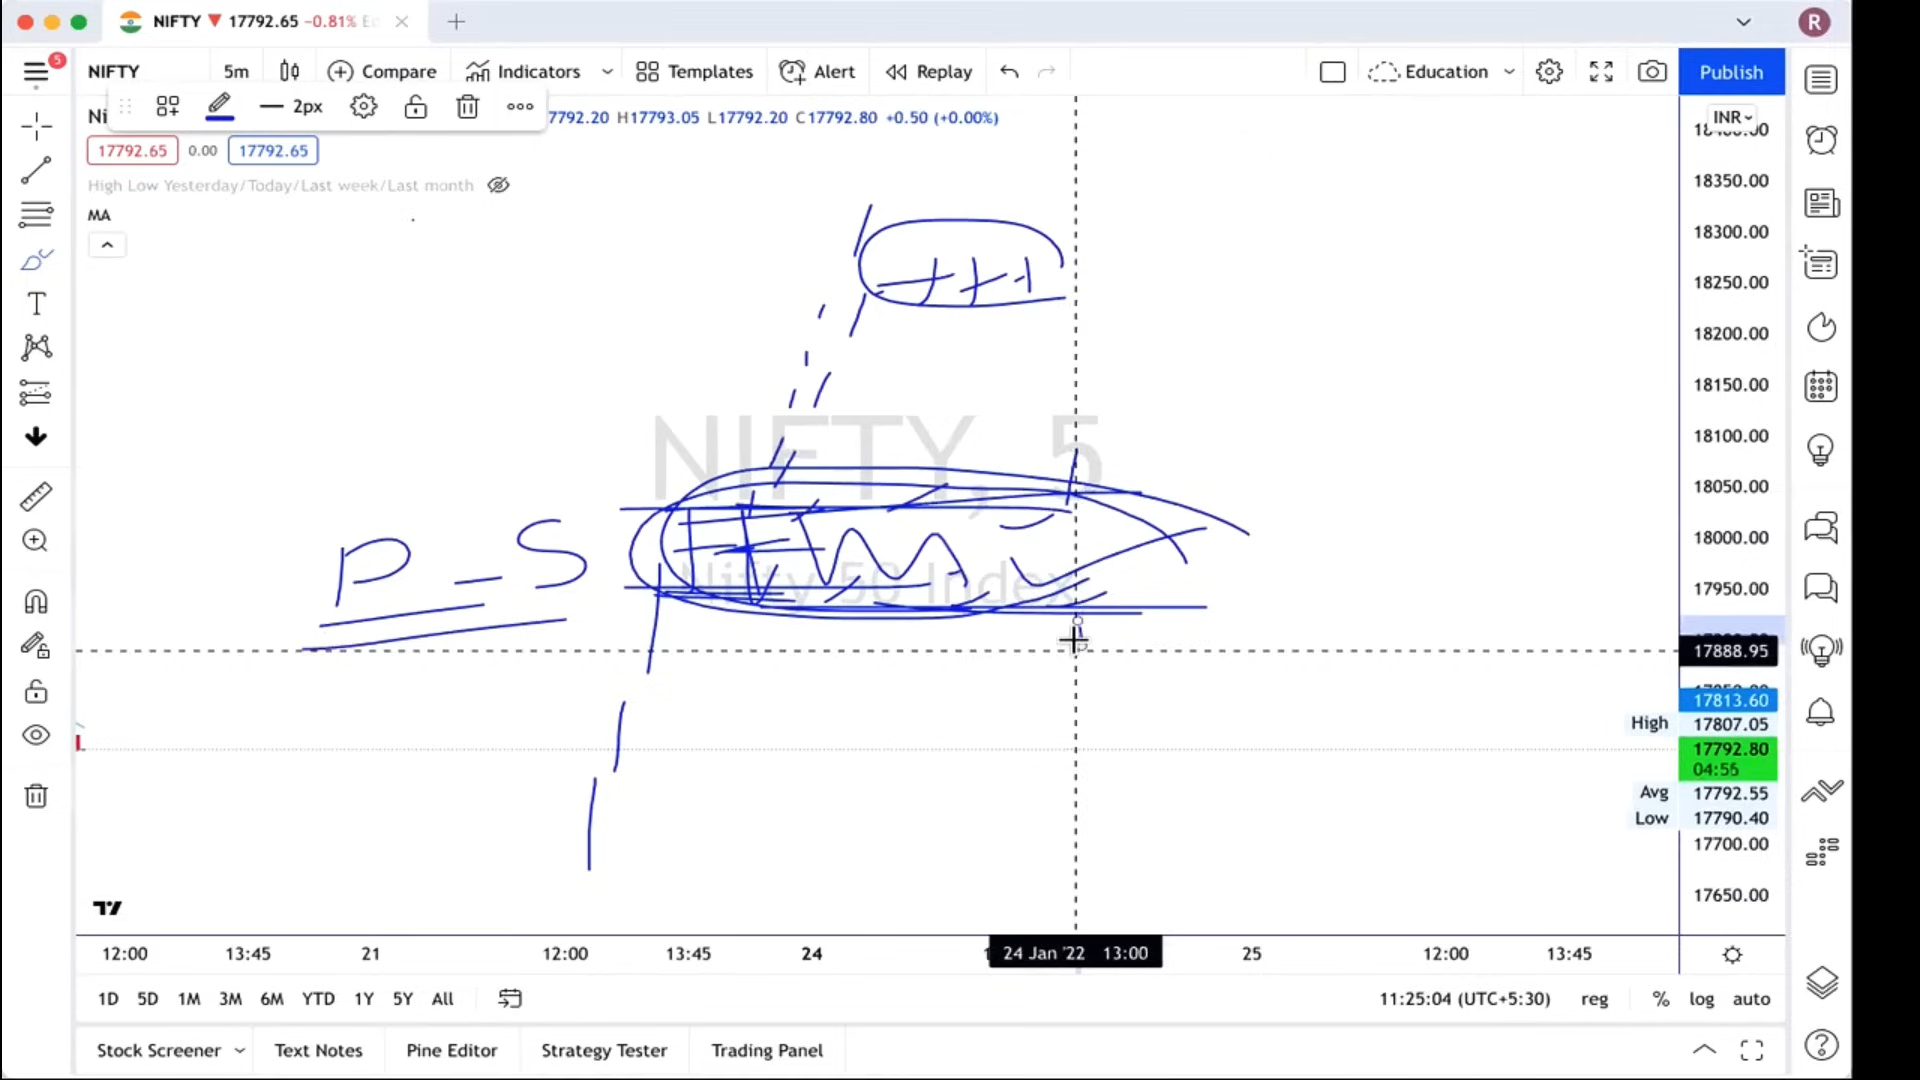 NIFTY ▼ 17792.65 −0.81%
R
5
NIFTY 5m Compare Indicators Templates Alert Replay Education Publish
2px
7792.20 H17793.05 L17792.20 C17792.80 +0.50 (+0.00%)
INR
17792.65 0.00 17792.65
High Low Yesterday/Today/Last week/Last month
MA
18350.00
18300.00
18250.00
18200.00
18150.00
18100.00
18050.00
18000.00
17950.00
NIFTY, 5
Nifty 50 Index
P - S
17888.95
17813.60
High 17807.05
17792.80
04:56
Avg 17792.55
Low 17790.40
17700.00
17650.00
12:00 13:45 21 12:00 13:45 24 24 Jan '22 13:00 25 12:00 13:45
1D 5D 1M 3M 6M YTD 1Y 5Y All 11:25:04 (UTC+5:30) reg % log auto
Stock Screener Text Notes Pine Editor Strategy Tester Trading Panel